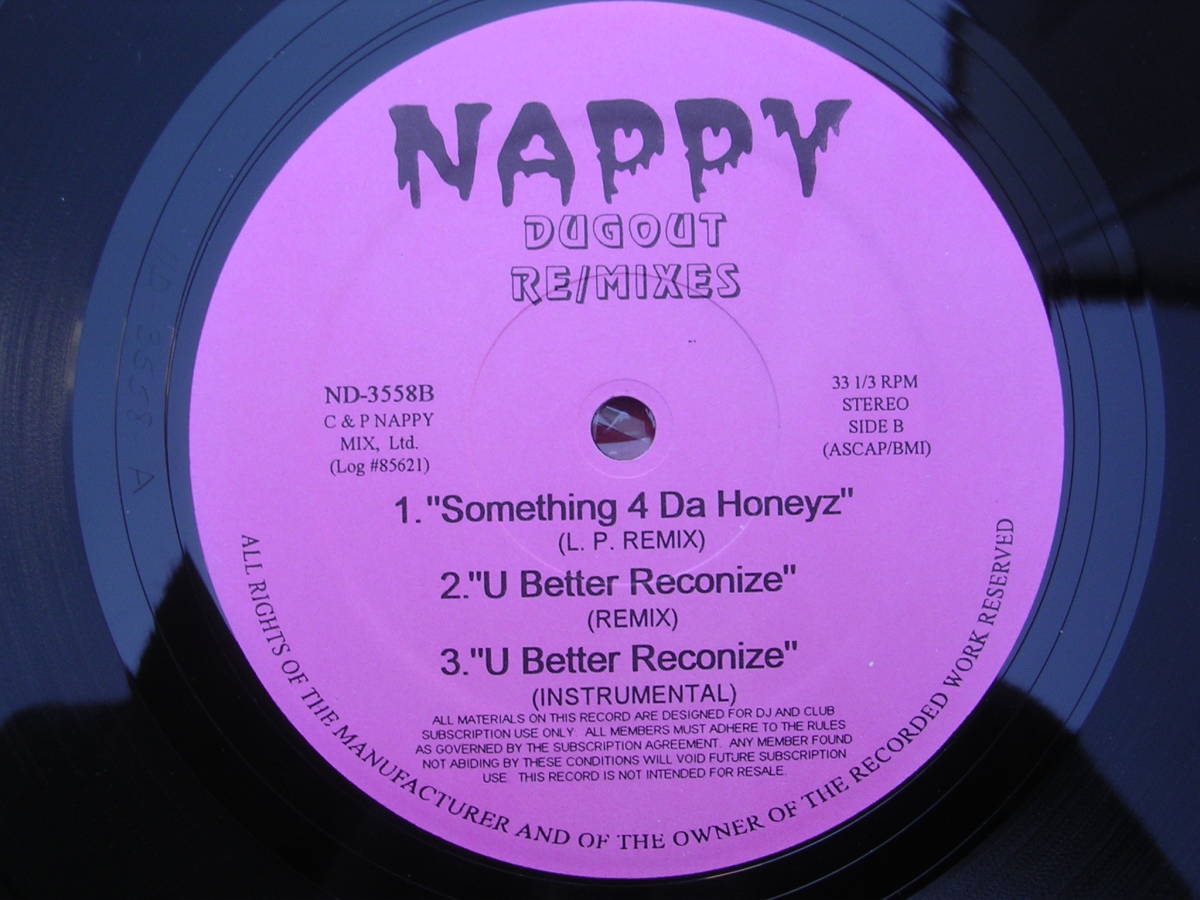 NAPPY
DUGOUT
RE/MIXES
ND-3558B
C & P NAPPY
MIX, Ltd.
(Log #85621)
33 1/3 RPM
STEREO
SIDE B
(ASCAP/BMI)
1."Something 4 Da Honeyz"
(L. P. REMIX)
2."U Better Reconize"
(REMIX)
3."U Better Reconize"
(INSTRUMENTAL)
ALL MATERIALS ON THIS RECORD ARE DESIGNED FOR DJ AND CLUB
SUBSCRIPTION USE ONLY. ALL MEMBERS MUST ADHERE TO THE RULES
AS GOVERNED BY THE SUBSCRIPTION AGREEMENT. ANY MEMBER FOUND
NOT ABIDING BY THESE CONDITIONS WILL VOID FUTURE SUBSCRIPTION
USE. THIS RECORD IS NOT INTENDED FOR RESALE.
ALL RIGHTS OF THE MANUFACTURER AND OF THE OWNER OF THE RECORDED WORK RESERVED